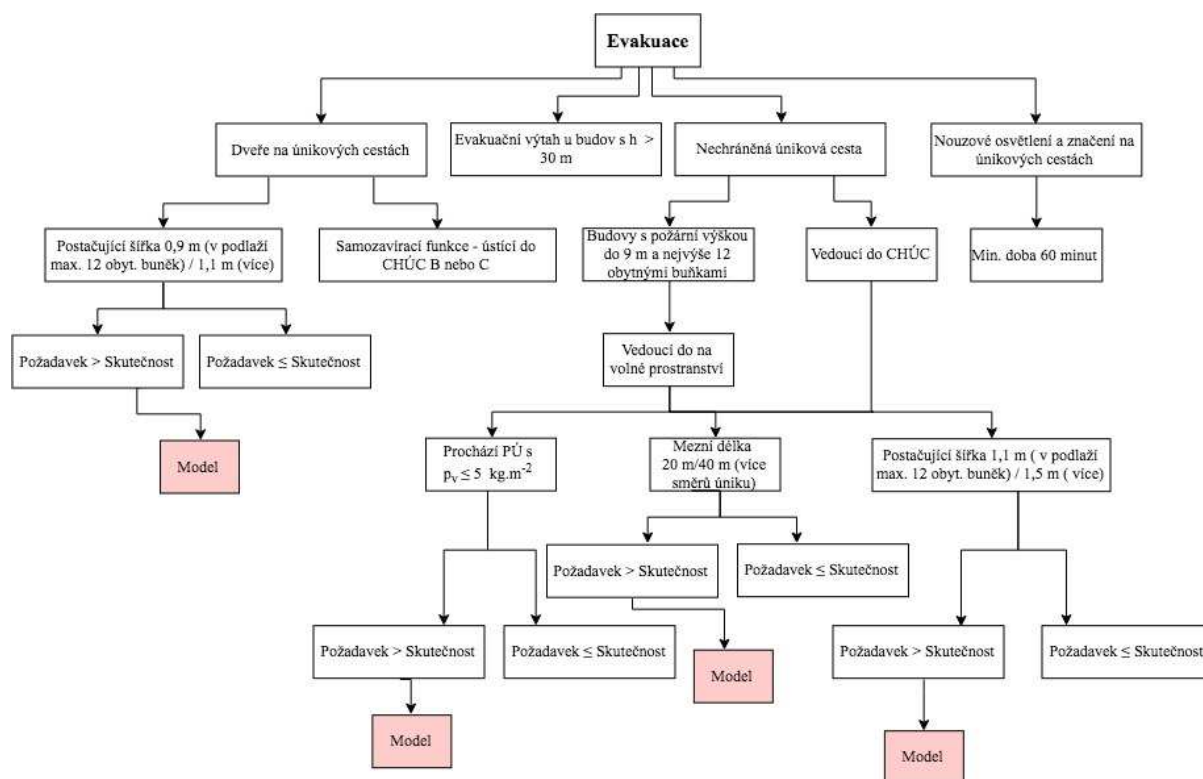 Evakuace
Dveře na únikových cestách
Evakuační výtah u budov s h >
30 m
Nechráněná úniková cesta
Nouzové osvětlení a značení na
únikových cestách
Postačující šířka 0,9 m (v podlaží
max. 12 obyt. buněk) / 1,1 m (více)
Samozavírací funkce - ústící do
CHÚC B nebo C
Budovy s požární výškou
do 9 m a nejvýše 12
obytnými buňkami
Vedoucí do CHÚC
Min. doba 60 minut
Požadavek > Skutečnost
Požadavek ≤ Skutečnost
Vedoucí do na
volné prostranství
Model
Prochází PÚ s
pᵥ ≤ 5 kg.m⁻²
Mezní délka
20 m/40 m (více
směrů úniku)
Postačující šířka 1,1 m ( v podlaží
max. 12 obyt. buněk) / 1,5 m ( více)
Požadavek > Skutečnost
Požadavek ≤ Skutečnost
Požadavek > Skutečnost
Požadavek ≤ Skutečnost
Požadavek > Skutečnost
Požadavek ≤ Skutečnost
Model
Model
Model